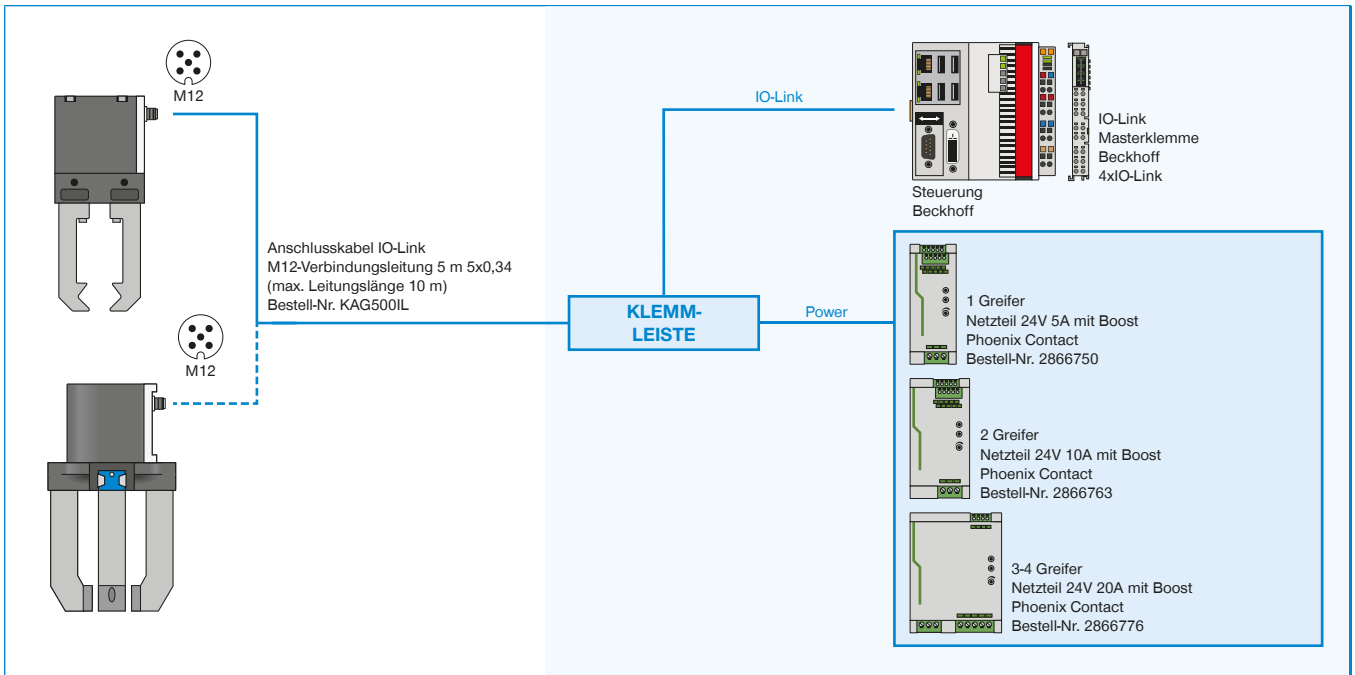 M12
Anschlusskabel IO-Link
M12-Verbindungsleitung 5 m 5x0,34
(max. Leitungslänge 10 m)
Bestell-Nr. KAG500IL
M12
KLEMM-
LEISTE
IO-Link
Power
Steuerung
Beckhoff
IO-Link
Masterklemme
Beckhoff
4xIO-Link
1 Greifer
Netzteil 24V 5A mit Boost
Phoenix Contact
Bestell-Nr. 2866750
2 Greifer
Netzteil 24V 10A mit Boost
Phoenix Contact
Bestell-Nr. 2866763
3-4 Greifer
Netzteil 24V 20A mit Boost
Phoenix Contact
Bestell-Nr. 2866776